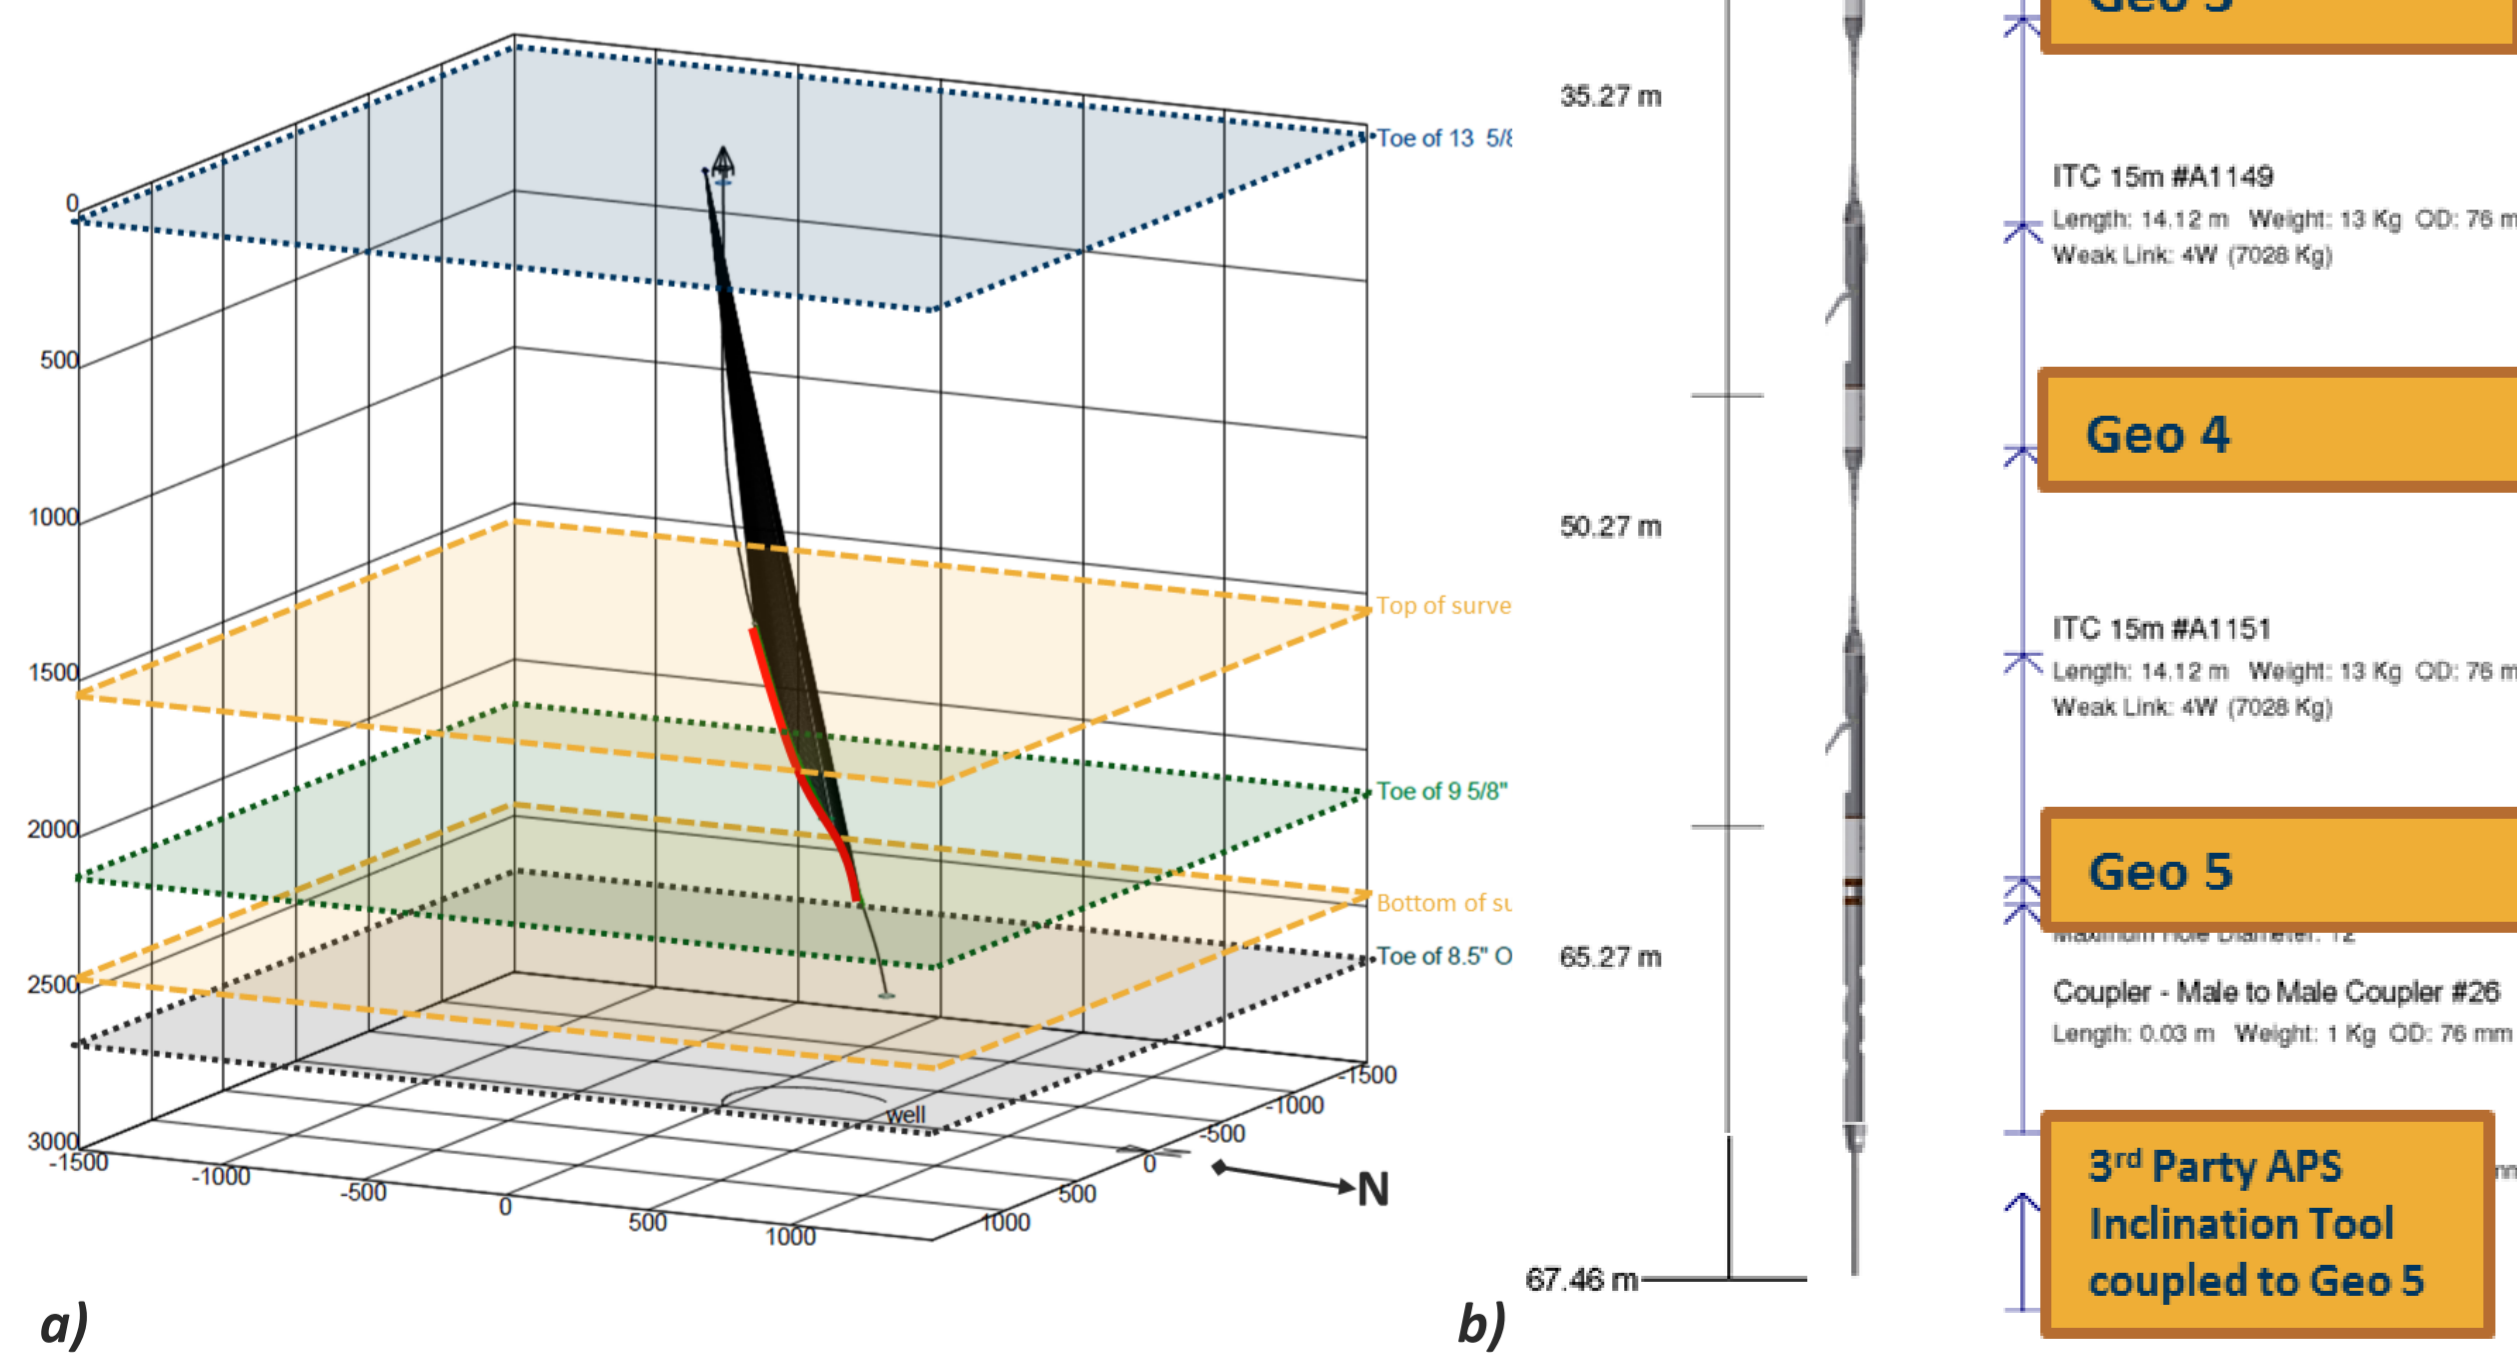 0
500
1000
1500
2000
2500
3000
-1500
-1000
-500
0
500
1000
1000
500
0
-500
-1000
-1500
Toe of 13 5/8
Top of surve
Toe of 9 5/8"
Bottom of su
Toe of 8.5" O
well
N
a)
35.27 m
50.27 m
65.27 m
67.46 m
b)
ITC 15m #A1149
Length: 14.12 m Weight: 13 Kg OD: 76 m
Weak Link: 4W (7028 Kg)
Geo 4
ITC 15m #A1151
Length: 14.12 m Weight: 13 Kg OD: 76 m
Weak Link: 4W (7028 Kg)
Geo 5
Maximum Hole Diameter: 12
Coupler - Male to Male Coupler #26
Length: 0.03 m Weight: 1 Kg OD: 76 mm
3rd Party APS
Inclination Tool
coupled to Geo 5